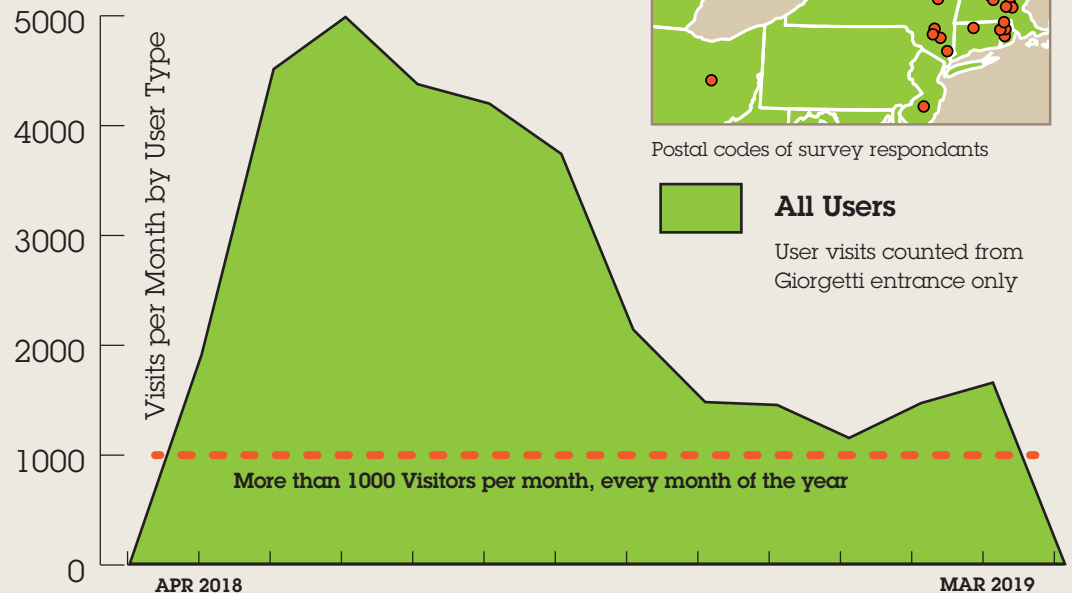 5000
4000
3000
2000
1000
0
Visits per Month by User Type
Postal codes of survey respondants
All Users
User visits counted from
Giorgetti entrance only
More than 1000 Visitors per month, every month of the year
APR 2018
MAR 2019